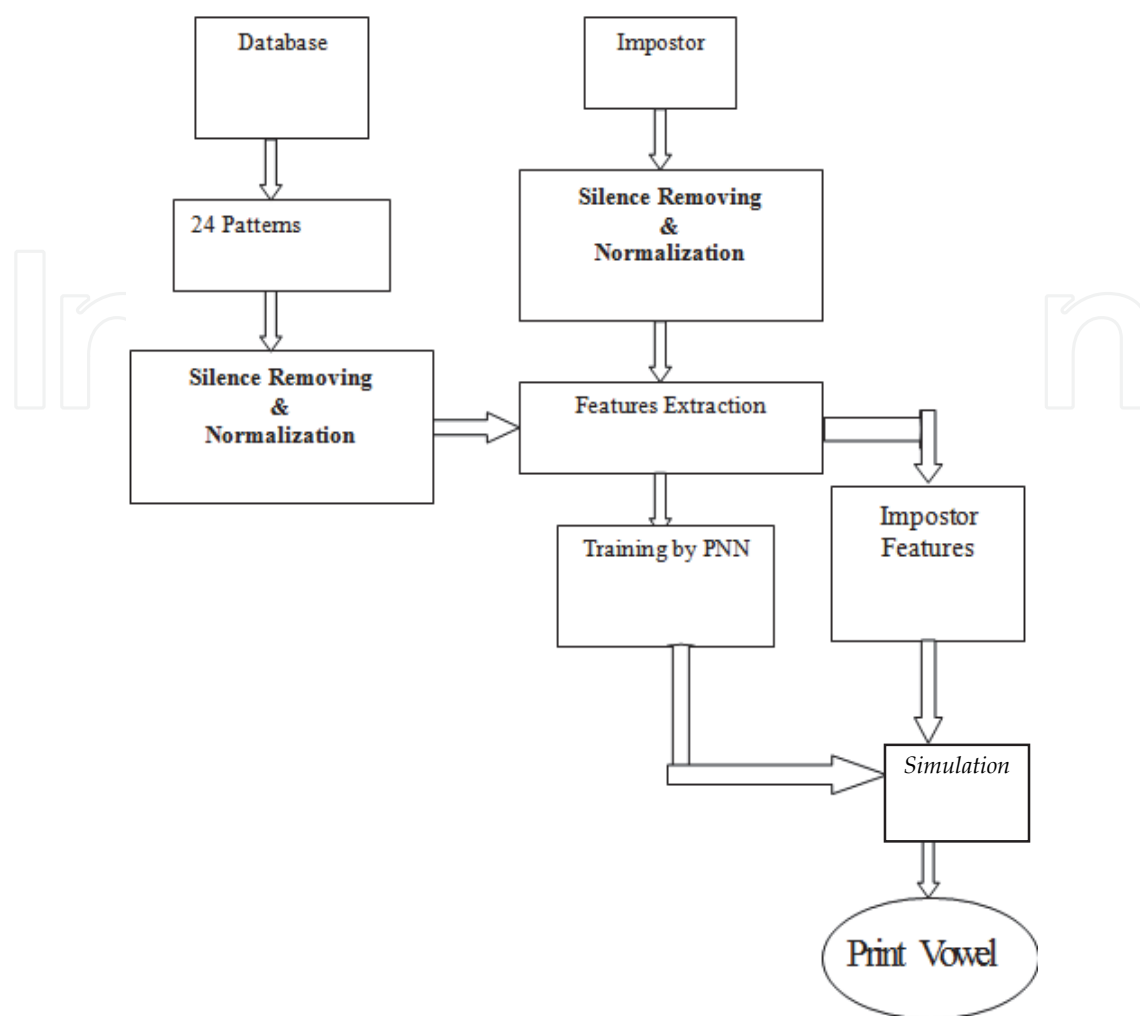 Database
Impostor
24 Patterns
Silence Removing
&
Normalization
Silence Removing
&
Normalization
Features Extraction
Training by PNN
Impostor
Features
Simulation
Print Vowel